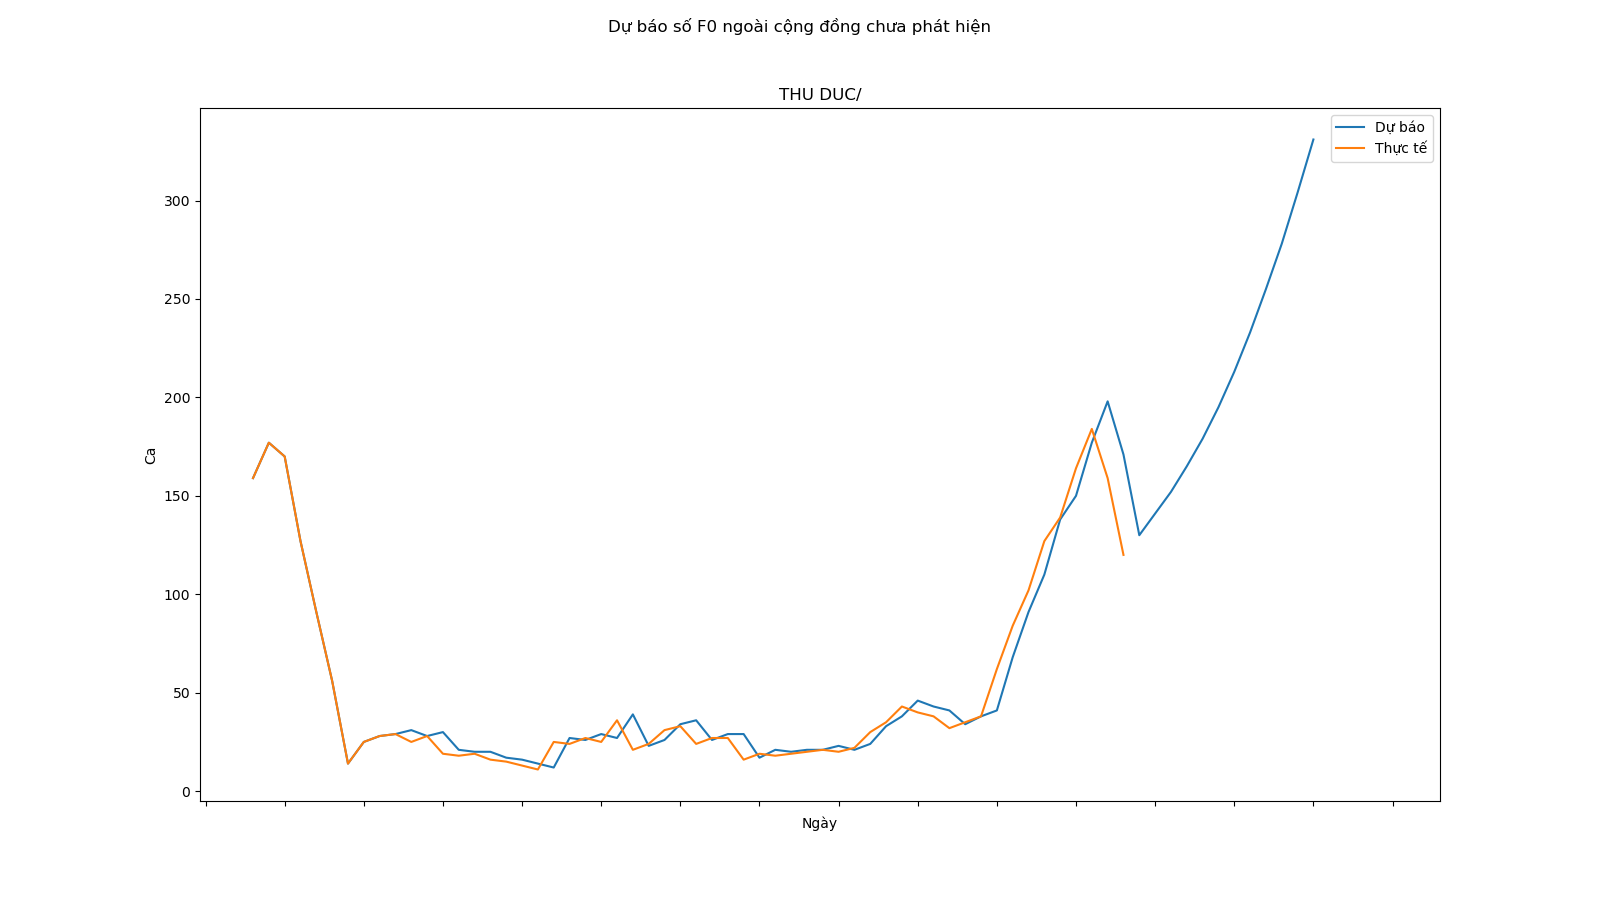 Dự báo số F0 ngoài cộng đồng chưa phát hiện
THU DUC/
Dự báo
Thực tế
300
250
200
150
100
50
0
Ca
Ngày